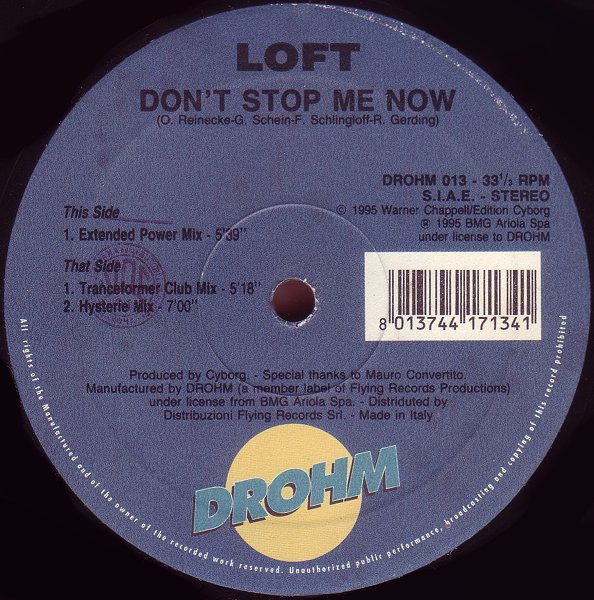 LOFT
DON'T STOP ME NOW
(O. Reinecke-G. Schein-F. Schlingloff-R. Gerding)
DROHM 013 - 33¹/₃ RPM
S.I.A.E. - STEREO
© 1995 Warner Chappell/Edition Cyborg
℗ 1995 BMG Ariola Spa
under license to DROHM
This Side
1. Extended Power Mix - 5'39''
That Side
1. Tranceformer Club Mix - 5'18''
2. Hysterie Mix - 7'00''
8 013744 171341
Produced by Cyborg. - Special thanks to Mauro Convertito.
Manufactured by DROHM (a member label of Flying Records Productions)
under license from BMG Ariola Spa. - Distriduted by
Distribuzioni Flying Records Srl. - Made in Italy
DROHM
All rights of the Manufactured and of the owner of the recorded work reserved. Unauthorized public performance, broadcasting and copying of this record prohibited